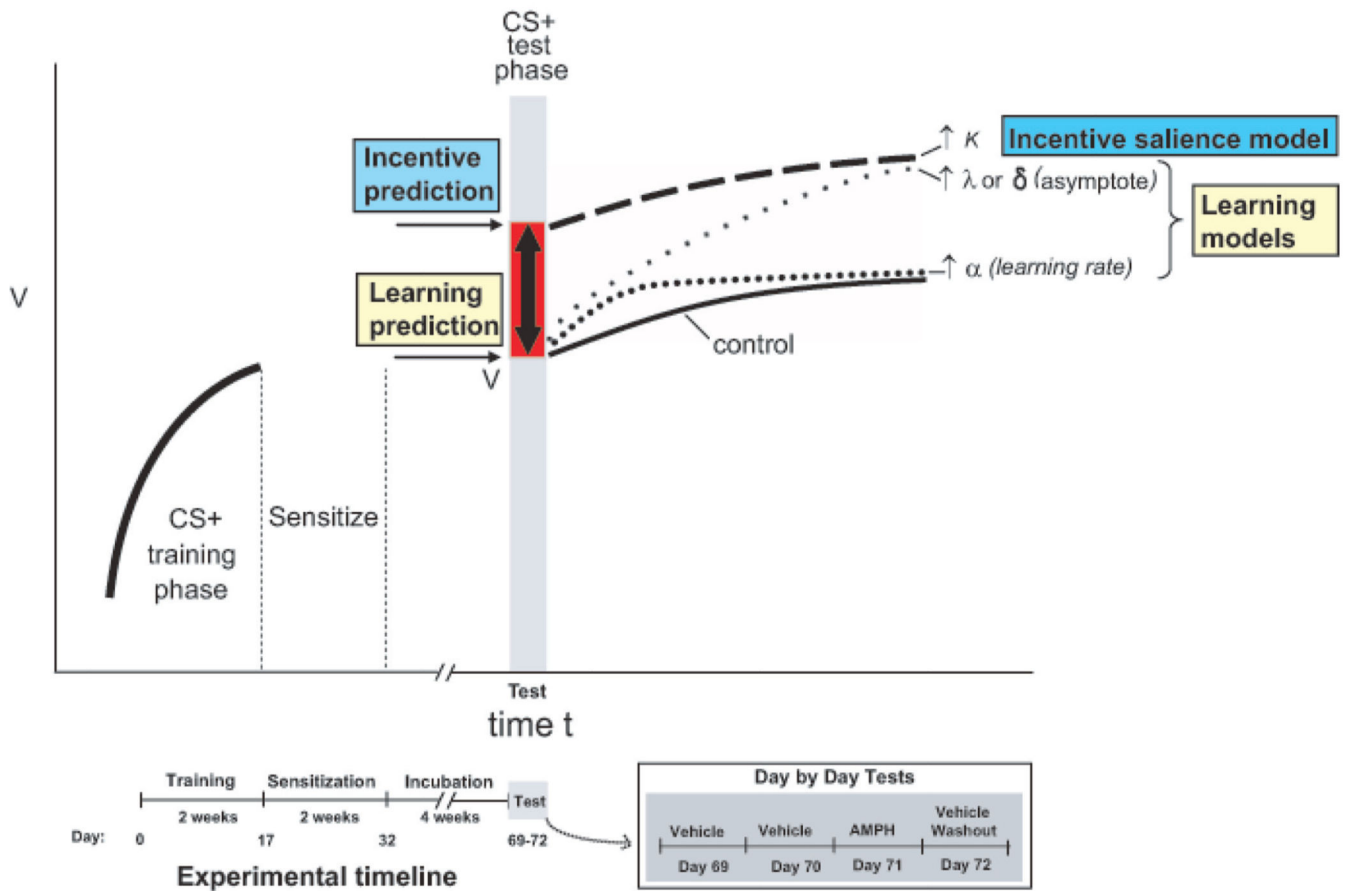 CS+
test
phase
V
Incentive
prediction
Learning
prediction
V
↑ K
Incentive salience model
↑ λ or δ (asymptote)
Learning
models
↑ α (learning rate)
control
CS+
training
phase
Sensitize
Test
time t
Training
Sensitization
Incubation
Test
2 weeks
2 weeks
4 weeks
Day:
0
17
32
69-72
Experimental timeline
Day by Day Tests
Vehicle
Vehicle
AMPH
Vehicle
Washout
Day 69
Day 70
Day 71
Day 72